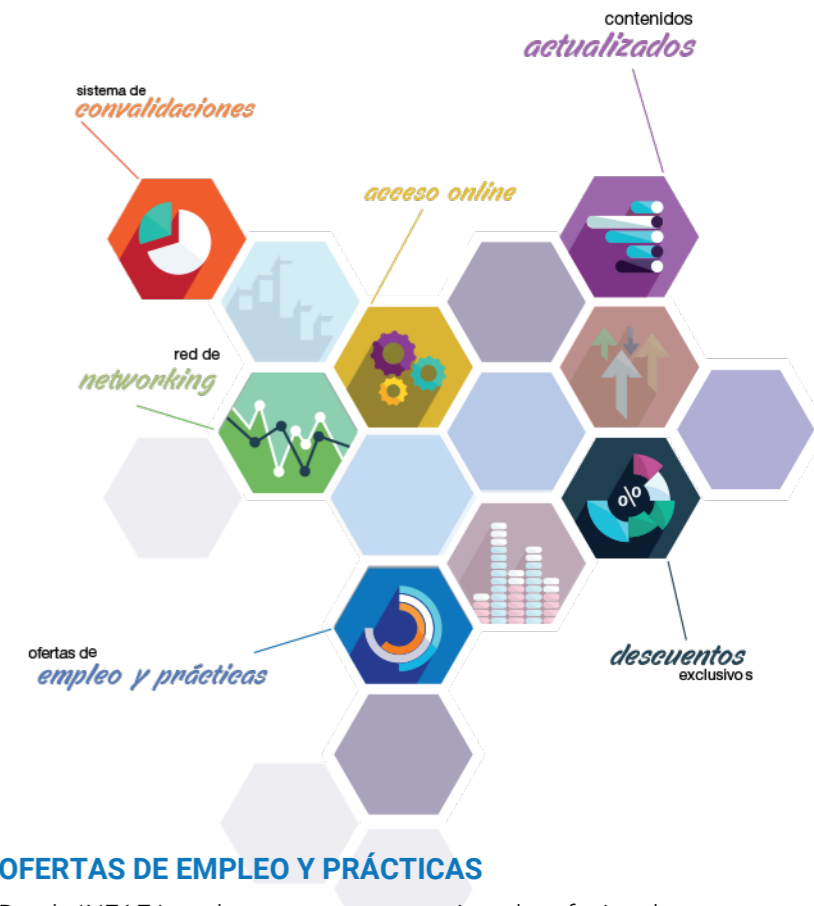 contenidos
actualizados
sistema de
convalidaciones
acceso online
red de
networking
%
ofertas de
empleo y prácticas
descuentos
exclusivos
OFERTAS DE EMPLEO Y PRÁCTICAS